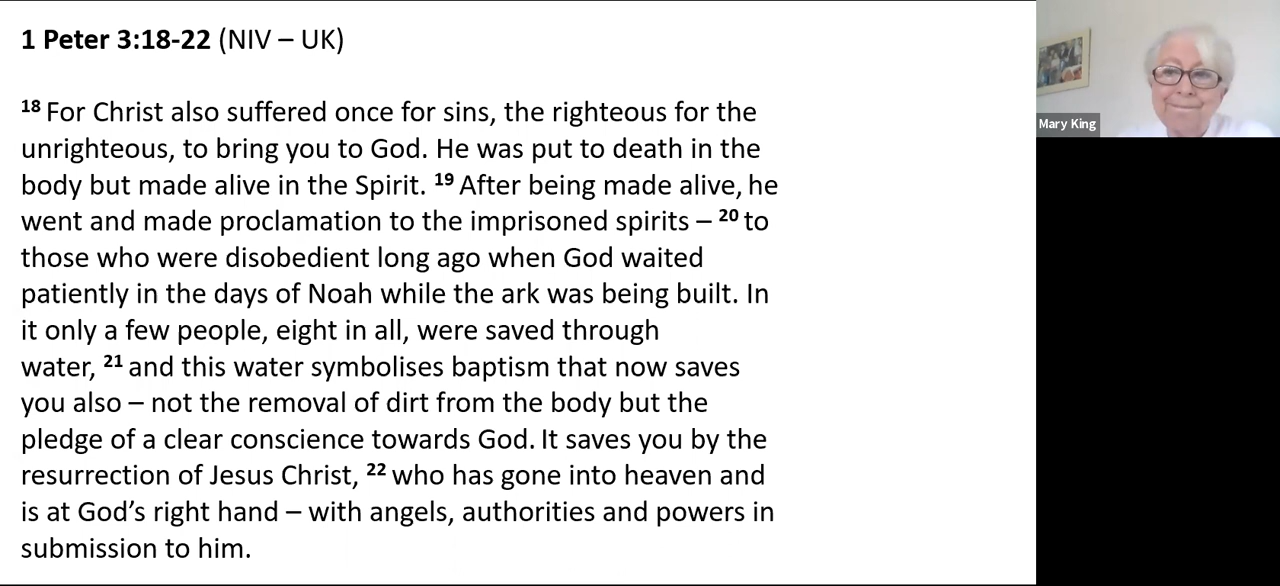 1 Peter 3:18-22 (NIV – UK)
18 For Christ also suffered once for sins, the righteous for the
unrighteous, to bring you to God. He was put to death in the
body but made alive in the Spirit. 19 After being made alive, he
went and made proclamation to the imprisoned spirits – 20 to
those who were disobedient long ago when God waited
patiently in the days of Noah while the ark was being built. In
it only a few people, eight in all, were saved through
water, 21 and this water symbolises baptism that now saves
you also – not the removal of dirt from the body but the
pledge of a clear conscience towards God. It saves you by the
resurrection of Jesus Christ, 22 who has gone into heaven and
is at God’s right hand – with angels, authorities and powers in
submission to him.
Mary King